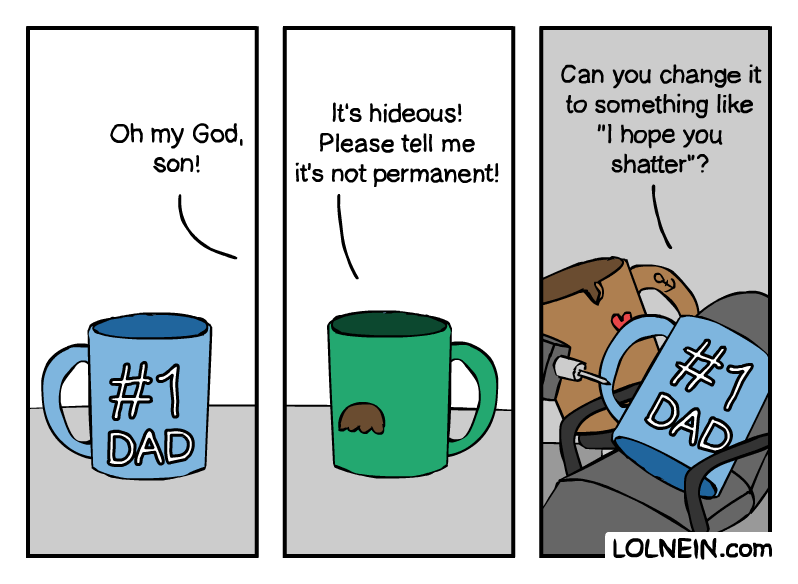 Oh my God,
son!
#1
DAD
It's hideous!
Please tell me
it's not permanent!
Can you change it
to something like
"I hope you
shatter"?
#1
DAD
LOLNEIN.com